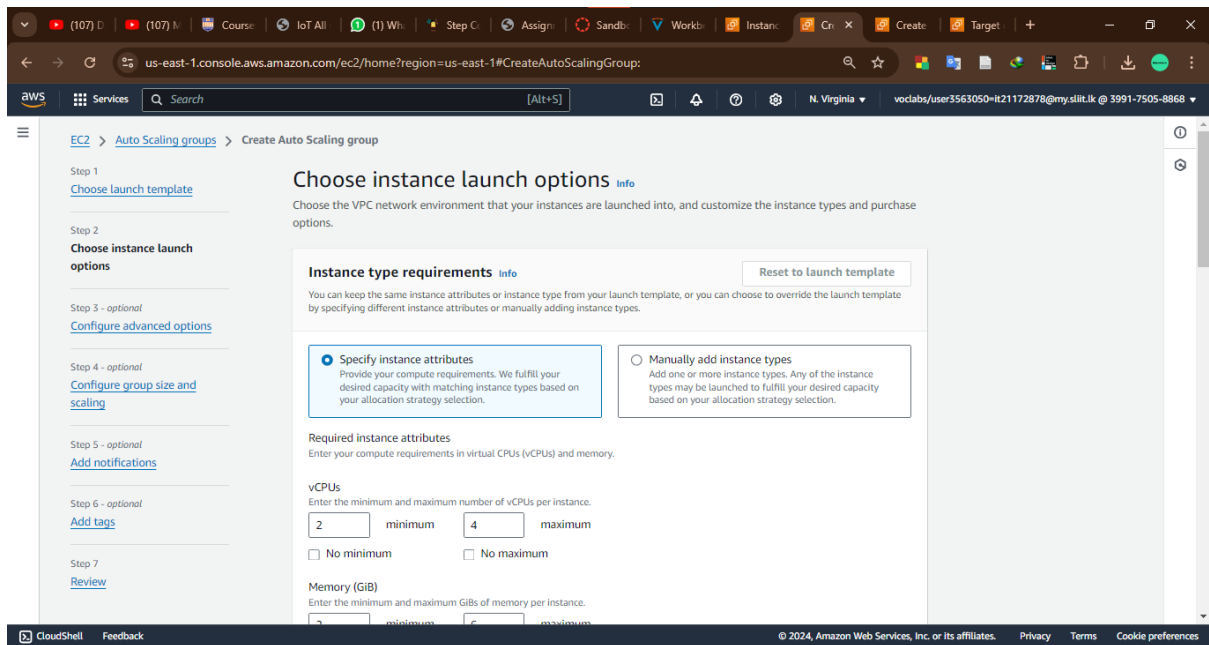 (107) D
(107) M
Course
IoT All
(1) Wha
Step Co
Assign
Sandbo
Workb
Instanc
Cre
Create
Target
us-east-1.console.aws.amazon.com/ec2/home?region=us-east-1#CreateAutoScalingGroup:
aws
Services
Search
[Alt+S]
N. Virginia
voclabs/user3563050=it21172878@my.sliit.lk @ 3991-7505-8868
EC2 > Auto Scaling groups > Create Auto Scaling group
Step 1
Choose launch template
Step 2
Choose instance launch
options
Step 3 - optional
Configure advanced options
Step 4 - optional
Configure group size and
scaling
Step 5 - optional
Add notifications
Step 6 - optional
Add tags
Step 7
Review
Choose instance launch options Info
Choose the VPC network environment that your instances are launched into, and customize the instance types and purchase
options.
Instance type requirements Info
Reset to launch template
You can keep the same instance attributes or instance type from your launch template, or you can choose to override the launch template
by specifying different instance attributes or manually adding instance types.
Specify instance attributes
Provide your compute requirements. We fulfill your
desired capacity with matching instance types based on
your allocation strategy selection.
Manually add instance types
Add one or more instance types. Any of the instance
types may be launched to fulfill your desired capacity
based on your allocation strategy selection.
Required instance attributes
Enter your compute requirements in virtual CPUs (vCPUs) and memory.
vCPUs
Enter the minimum and maximum number of vCPUs per instance.
2 minimum 4 maximum
No minimum No maximum
Memory (GiB)
Enter the minimum and maximum GiBs of memory per instance.
minimum maximum
CloudShell Feedback
© 2024, Amazon Web Services, Inc. or its affiliates. Privacy Terms Cookie preferences